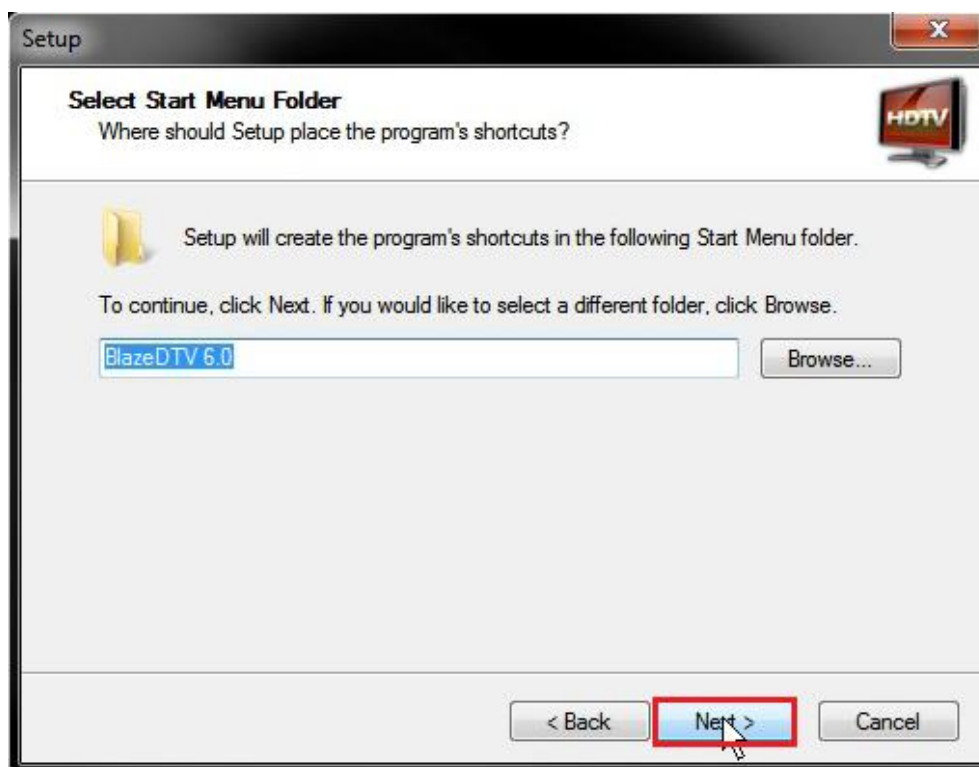 Setup
Select Start Menu Folder
Where should Setup place the program's shortcuts?
HDTV
Setup will create the program's shortcuts in the following Start Menu folder.
To continue, click Next. If you would like to select a different folder, click Browse.
BlazeDTV 6.0
Browse...
< Back
Next >
Cancel